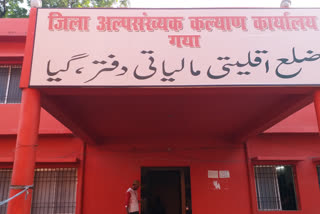 जिला अल्पसंख्यक कल्याण कार्यालय
गया
ضلع اقلیتی مالیاتی دفتر، گیا